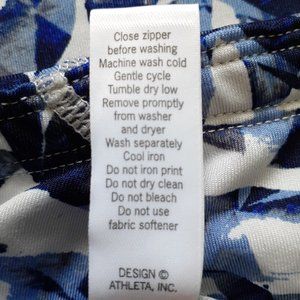 Close zipper
before washing
Machine wash cold
Gentle cycle
Tumble dry low
Remove promptly
from washer
and dryer
Wash separately
Cool iron
Do not iron print
Do not dry clean
Do not bleach
Do not use
fabric softener
DESIGN ©
ATHLETA, INC.